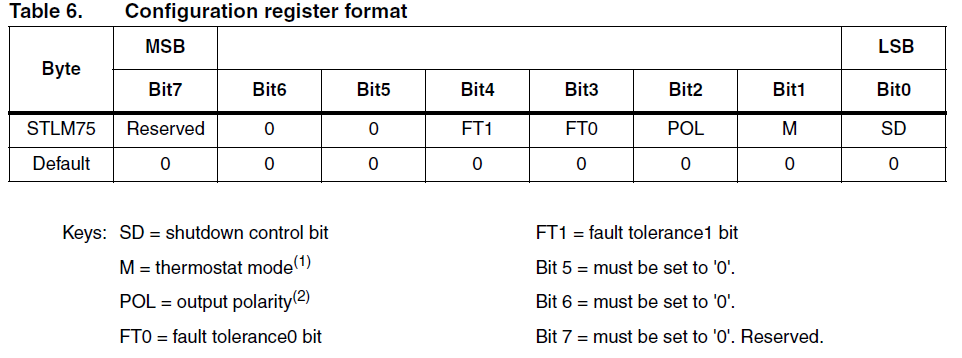 Table 6. Configuration register format
Byte MSB LSB
Bit7 Bit6 Bit5 Bit4 Bit3 Bit2 Bit1 Bit0
STLM75 Reserved 0 0 FT1 FT0 POL M SD
Default 0 0 0 0 0 0 0 0
Keys: SD = shutdown control bit FT1 = fault tolerance1 bit
M = thermostat mode(1) Bit 5 = must be set to '0'.
POL = output polarity(2) Bit 6 = must be set to '0'.
FT0 = fault tolerance0 bit Bit 7 = must be set to '0'. Reserved.